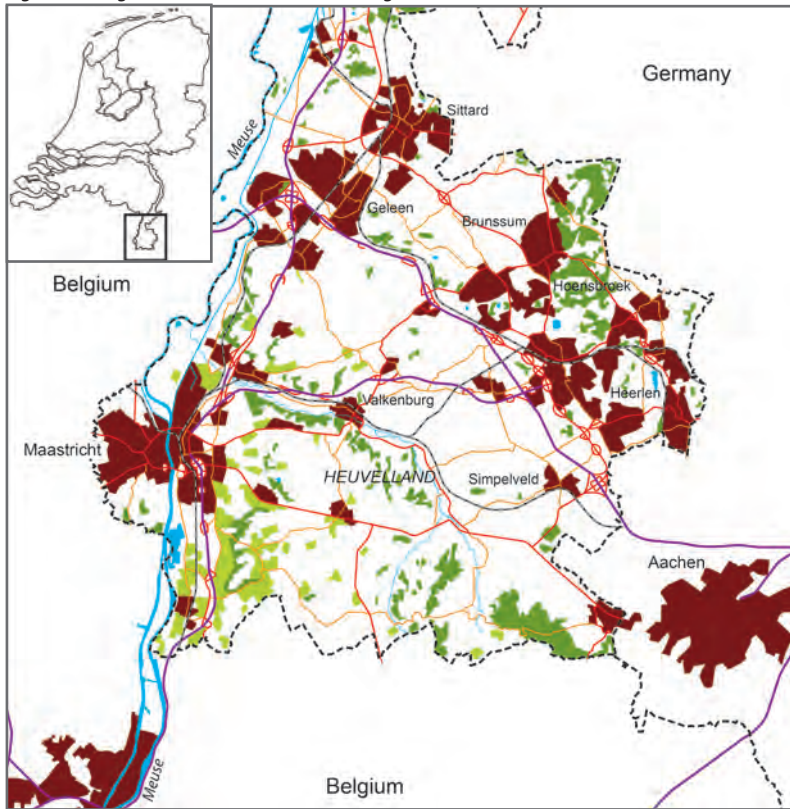 Germany
Sittard
Meuse
Geleen
Brunssum
Belgium
Hoensbroek
Heerlen
Valkenburg
Maastricht
HEUVELLAND
Simpelveld
Aachen
Meuse
Belgium